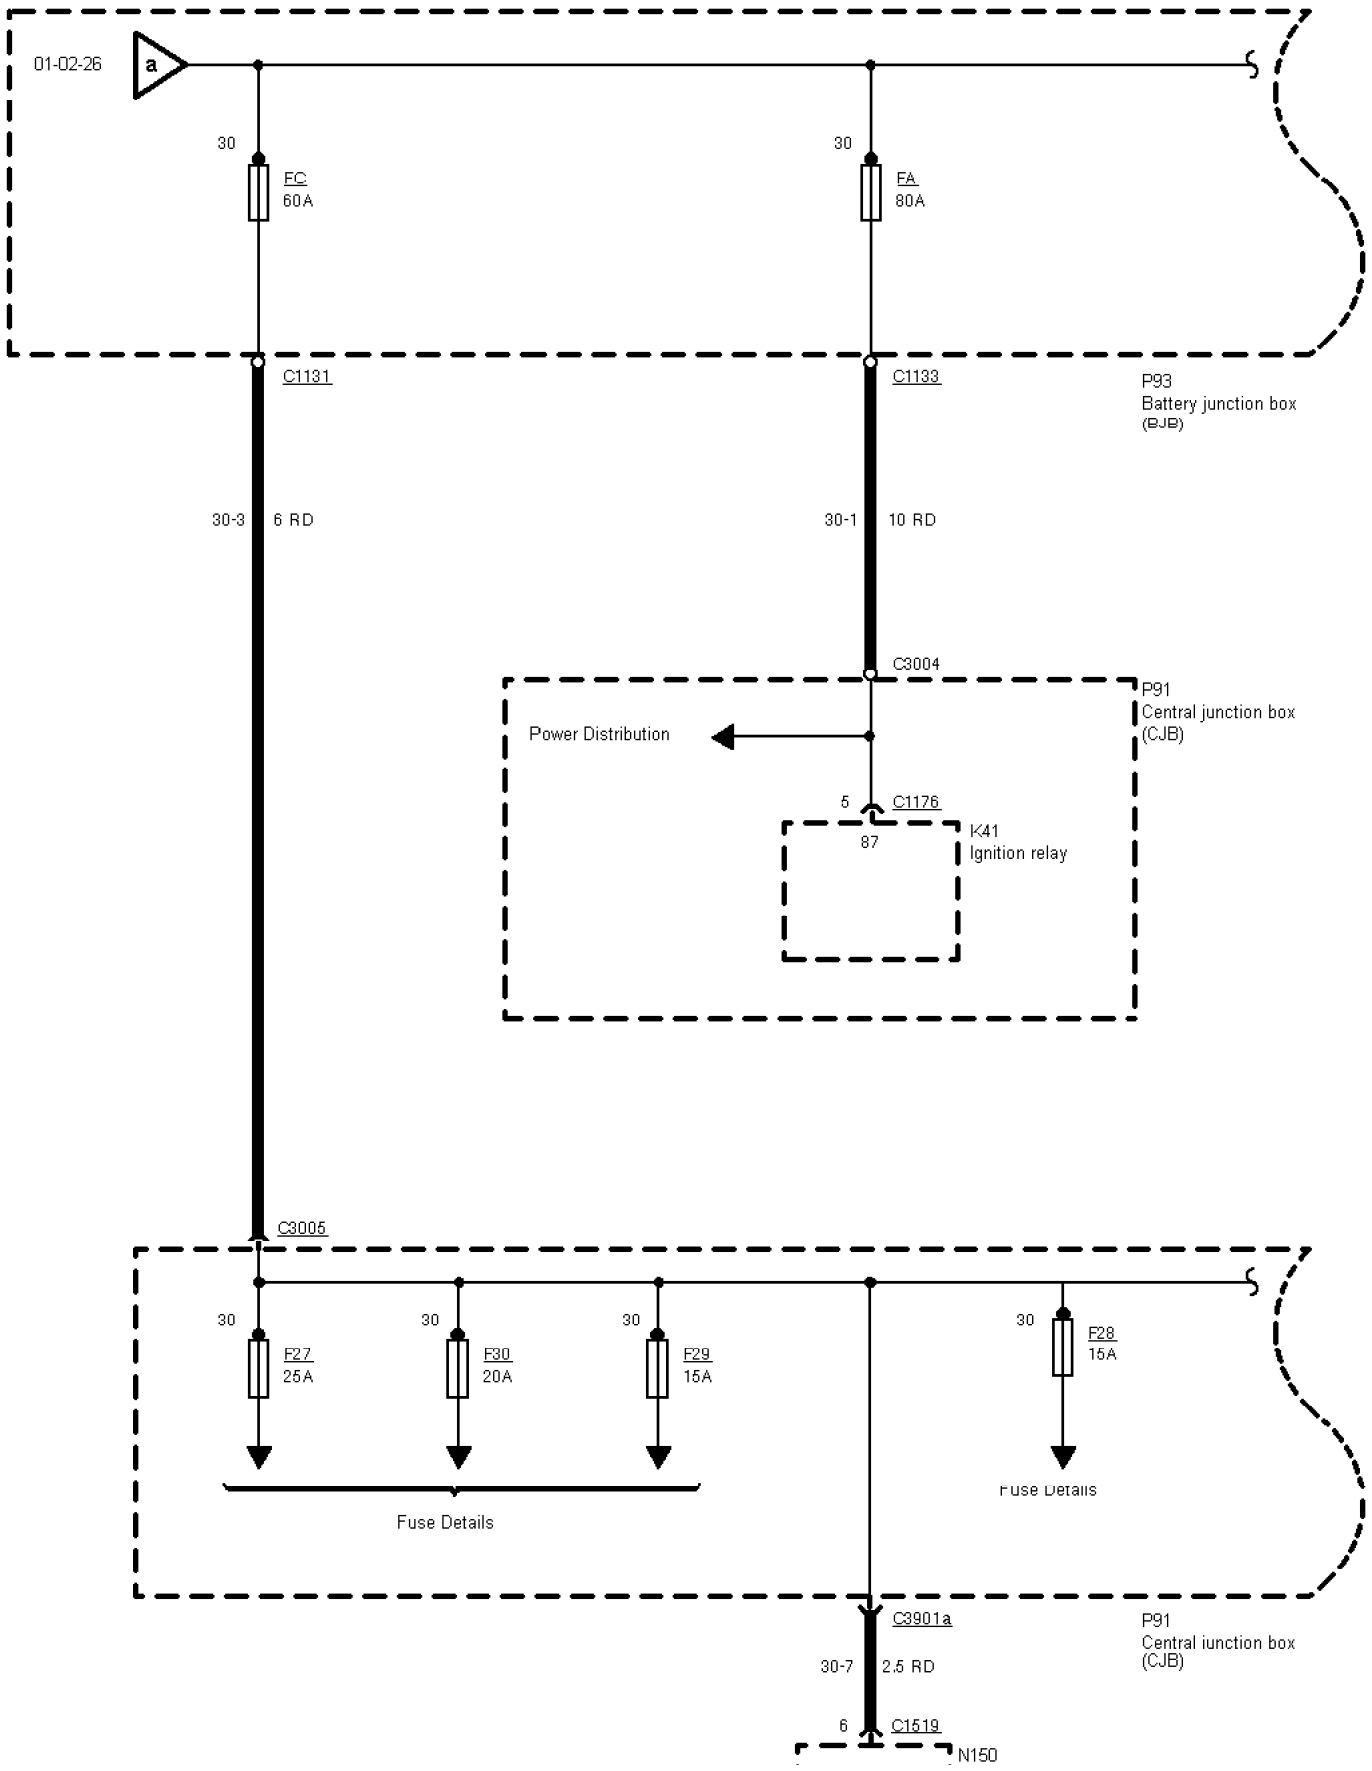 01-02-26
a
30
FC
60A
30
FA
80A
C1131
C1133
P93
Battery junction box
(BJB)
30-3
6 RD
30-1
10 RD
C3004
P91
Central junction box
(CJB)
Power Distribution
5
C1176
87
K41
Ignition relay
C3005
30
F27
25A
30
F30
20A
30
F29
15A
30
F28
15A
Fuse Details
Fuse Details
C3901a
P91
Central junction box
(CJB)
30-7
2.5 RD
6
C1519
N150